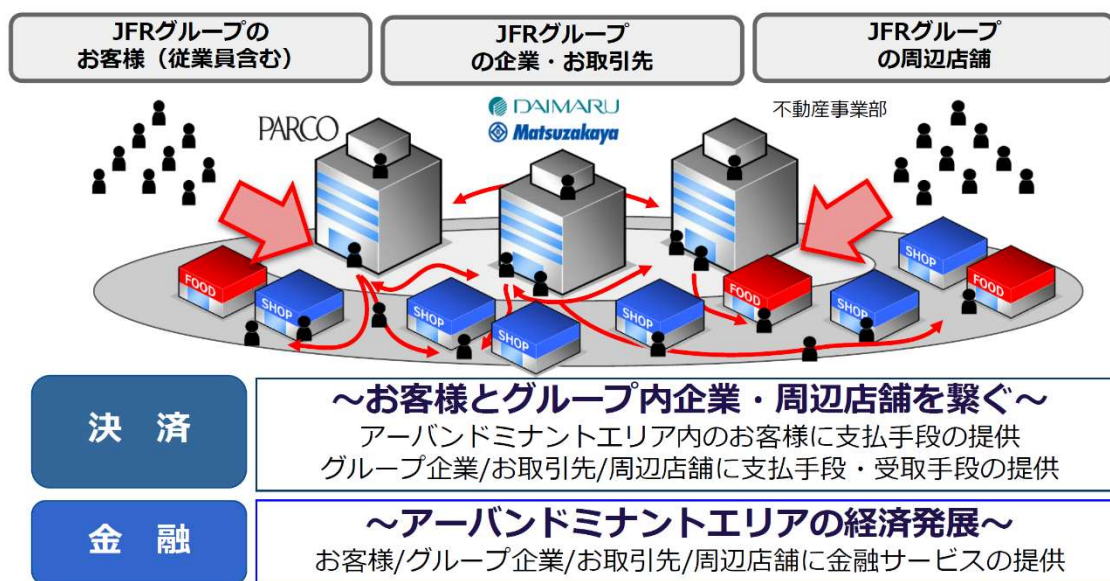 JFRグループの
お客様（従業員含む）
JFRグループ
の企業・お取引先
JFRグループ
の周辺店舗
PARCO
DAIMARU
Matsuzakaya
不動産事業部
FOOD
SHOP
SHOP
SHOP
SHOP
FOOD
SHOP
SHOP
FOOD
決 済
～お客様とグループ内企業・周辺店舗を繋ぐ～
アーバンドミナントエリア内のお客様に支払手段の提供
グループ企業/お取引先/周辺店舗に支払手段・受取手段の提供
金 融
～アーバンドミナントエリアの経済発展～
お客様/グループ企業/お取引先/周辺店舗に金融サービスの提供